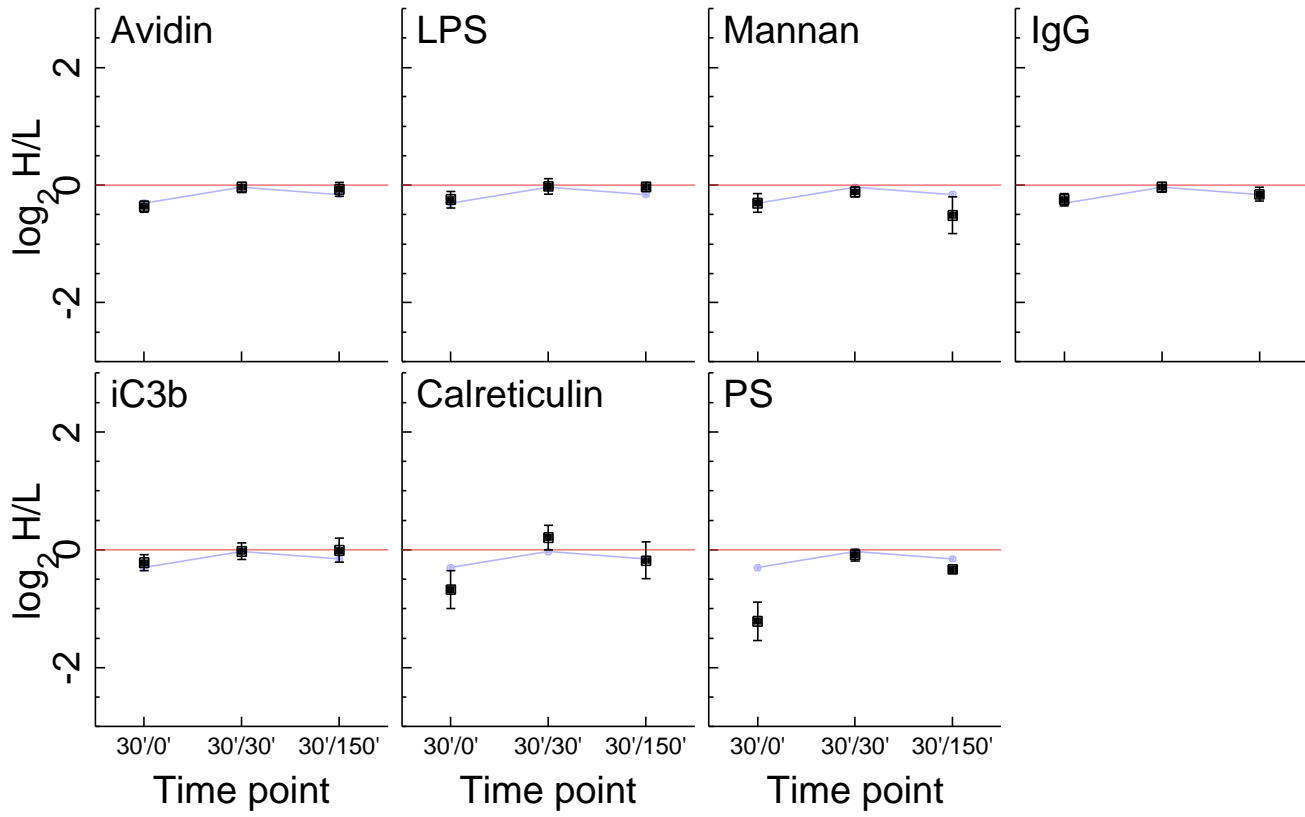 Avidin LPS Mannan IgG
2
0
-2
log2 H/L
iC3b Calreticulin PS
2
0
-2
log2 H/L
30'/0' 30'/30' 30'/150' 30'/0' 30'/30' 30'/150' 30'/0' 30'/30' 30'/150'
Time point Time point Time point